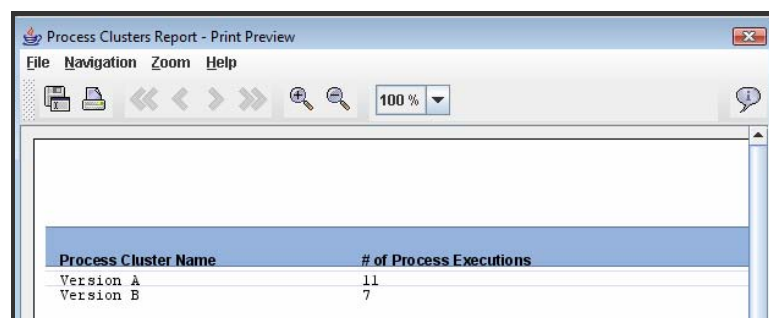 Process Clusters Report - Print Preview
File Navigation Zoom Help
100 %
Process Cluster Name # of Process Executions
Version A 11
Version B 7